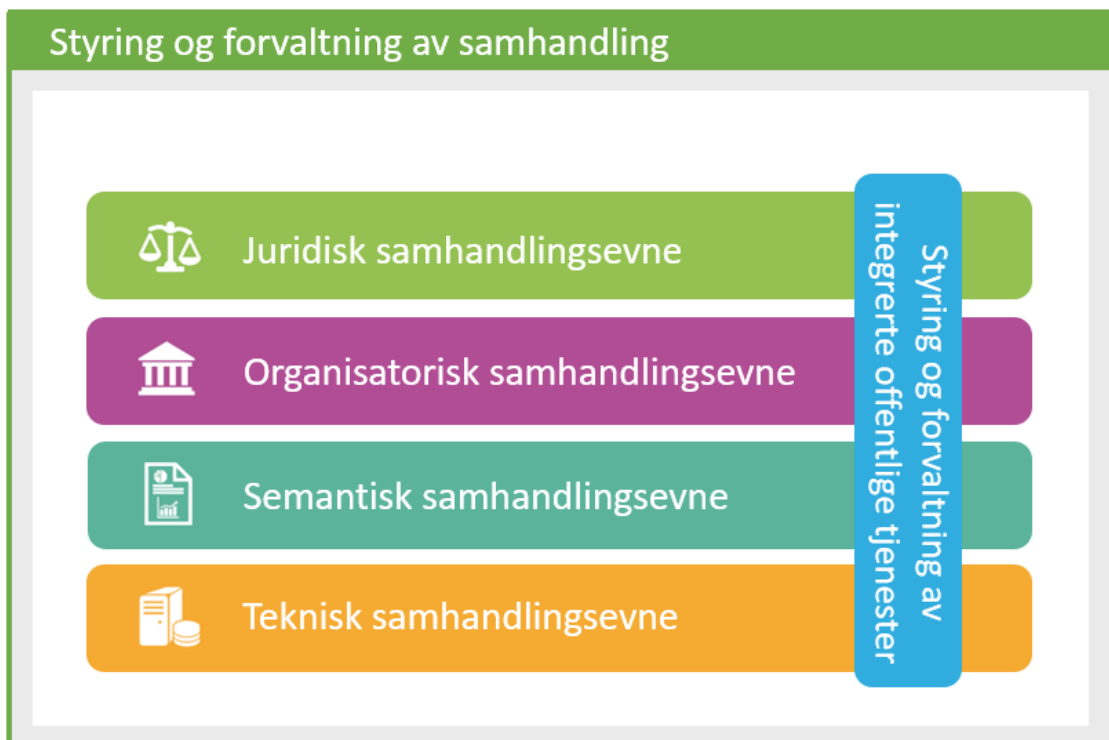 Styring og forvaltning av samhandling
Juridisk samhandlingsevne
Organisatorisk samhandlingsevne
Semantisk samhandlingsevne
Teknisk samhandlingsevne
Styring og forvaltning av
integrerte offentlige tjenester